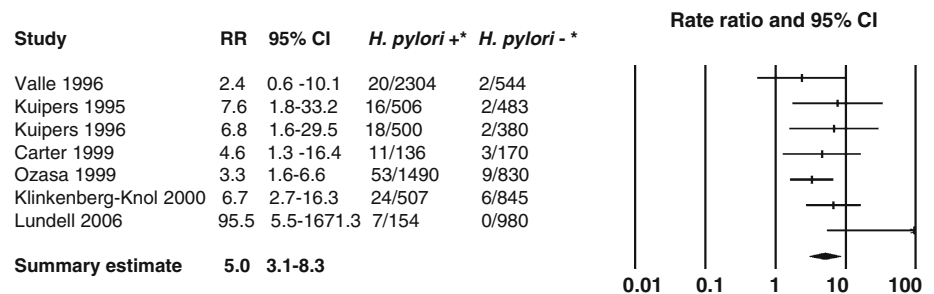 Rate ratio and 95% CI
Study RR 95% CI H. pylori +* H. pylori - *
Valle 1996 2.4 0.6 -10.1 20/2304 2/544
Kuipers 1995 7.6 1.8-33.2 16/506 2/483
Kuipers 1996 6.8 1.6-29.5 18/500 2/380
Carter 1999 4.6 1.3 -16.4 11/136 3/170
Ozasa 1999 3.3 1.6-6.6 53/1490 9/830
Klinkenberg-Knol 2000 6.7 2.7-16.3 24/507 6/845
Lundell 2006 95.5 5.5-1671.3 7/154 0/980
Summary estimate 5.0 3.1-8.3
0.01 0.1 1 10 100